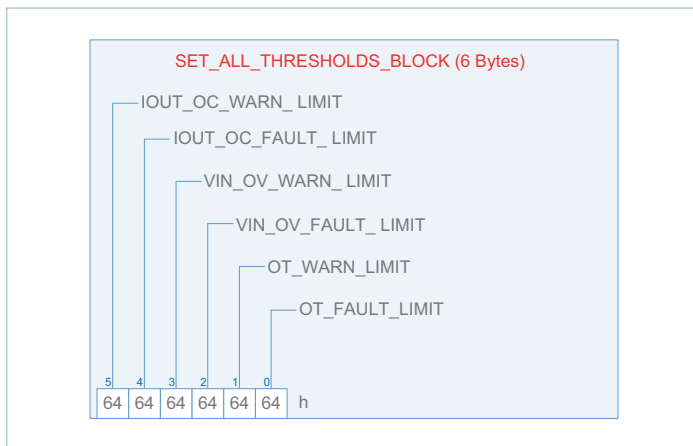 SET_ALL_THRESHOLDS_BLOCK (6 Bytes)
IOUT_OC_WARN_ LIMIT
IOUT_OC_FAULT_ LIMIT
VIN_OV_WARN_ LIMIT
VIN_OV_FAULT_ LIMIT
OT_WARN_LIMIT
OT_FAULT_LIMIT
5 4 3 2 1 0
64 64 64 64 64 64 h